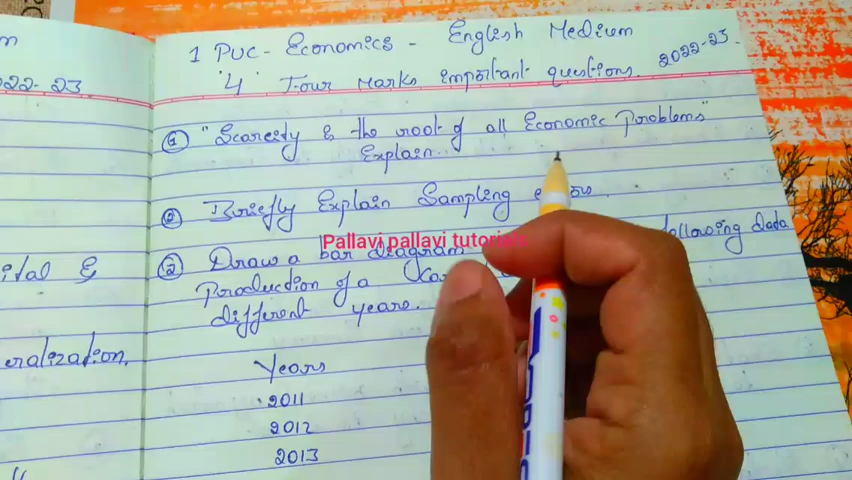 m
2022-23
ital &
eralization.
1 PUC - Economics - English Medium
'4' Four Marks important questions. 2022-23.
① "Scarcity is the root of all Economic Problems"
Explain.
② Briefly Explain Sampling
③ Draw a bar diagram following data
Production of a
different years.
Years
2011
2012
2013
Pallavi pallavi tutorials